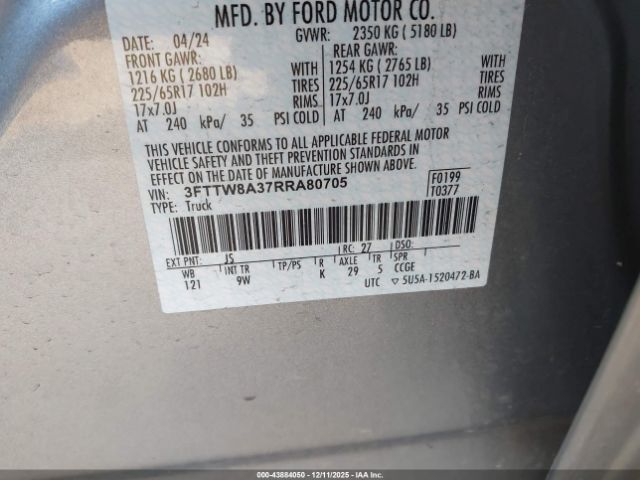 MFD. BY FORD MOTOR CO.
DATE: 04/24 GVWR: 2350 KG ( 5180 LB)
FRONT GAWR: REAR GAWR:
1216 KG ( 2680 LB) 1254 KG ( 2765 LB)
225/65R17 102H TIRES 225/65R17 102H TIRES
17x7.0J RIMS 17x7.0J RIMS
AT 240 kPa/ 35 PSI COLD AT 240 kPa/ 35 PSI COLD
THIS VEHICLE CONFORMS TO ALL APPLICABLE FEDERAL MOTOR
VEHICLE SAFETY AND THEFT PREVENTION STANDARDS IN
EFFECT ON THE DATE OF MANUFACTURE SHOWN ABOVE.
VIN: 3FTTW8A37RRA80705 F0199
TYPE: Truck T0377
EXT PNT: JS RC: 27 DSO:
WB INT TR TP/PS R AXLE TR SPR
121 9W K 29 5 CCGE
UTC ▽ 5U5A-1520472-BA
000-43884050 - 12/11/2025 - IAA Inc.